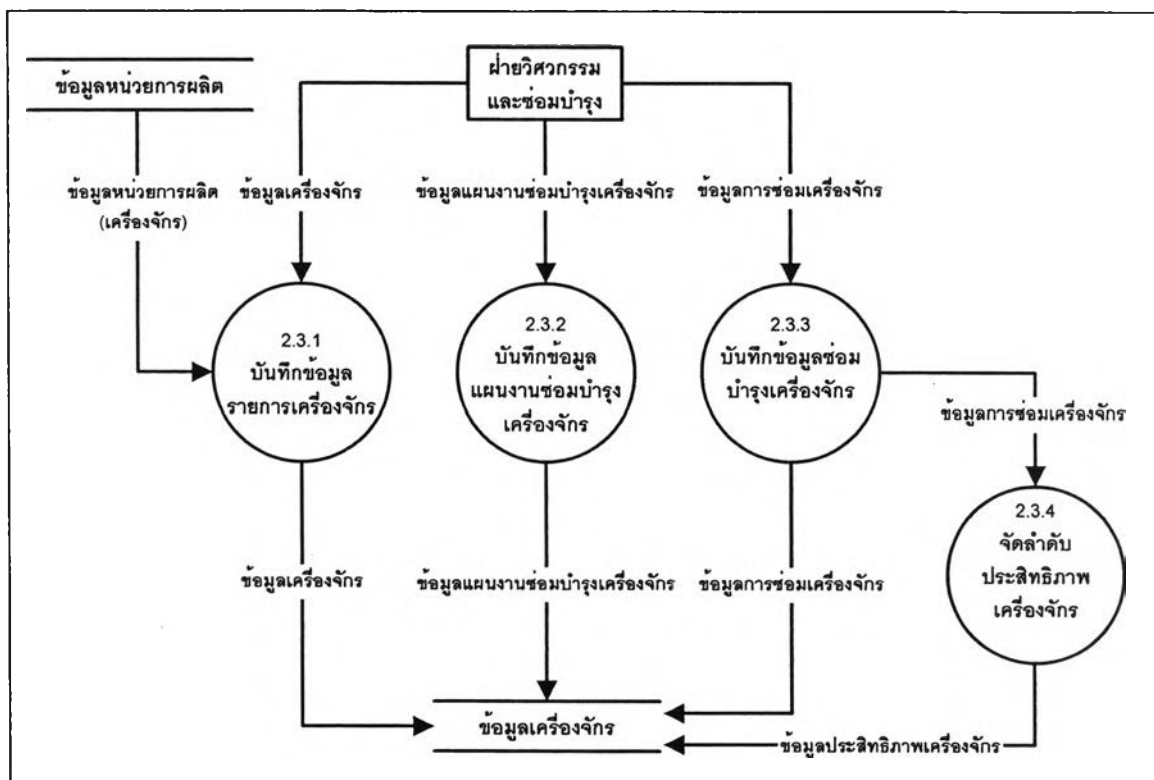 ข้อมูลหน่วยการผลิต
ฝ่ายวิศวกรรม
และซ่อมบำรุง
ข้อมูลหน่วยการผลิต
(เครื่องจักร)
ข้อมูลเครื่องจักร
ข้อมูลแผนงานซ่อมบำรุงเครื่องจักร
ข้อมูลการซ่อมเครื่องจักร
2.3.1
บันทึกข้อมูล
รายการเครื่องจักร
2.3.2
บันทึกข้อมูล
แผนงานซ่อมบำรุง
เครื่องจักร
2.3.3
บันทึกข้อมูลซ่อม
บำรุงเครื่องจักร
ข้อมูลการซ่อมเครื่องจักร
2.3.4
จัดลำดับ
ประสิทธิภาพ
เครื่องจักร
ข้อมูลเครื่องจักร
ข้อมูลแผนงานซ่อมบำรุงเครื่องจักร
ข้อมูลการซ่อมเครื่องจักร
ข้อมูลเครื่องจักร
ข้อมูลประสิทธิภาพเครื่องจักร